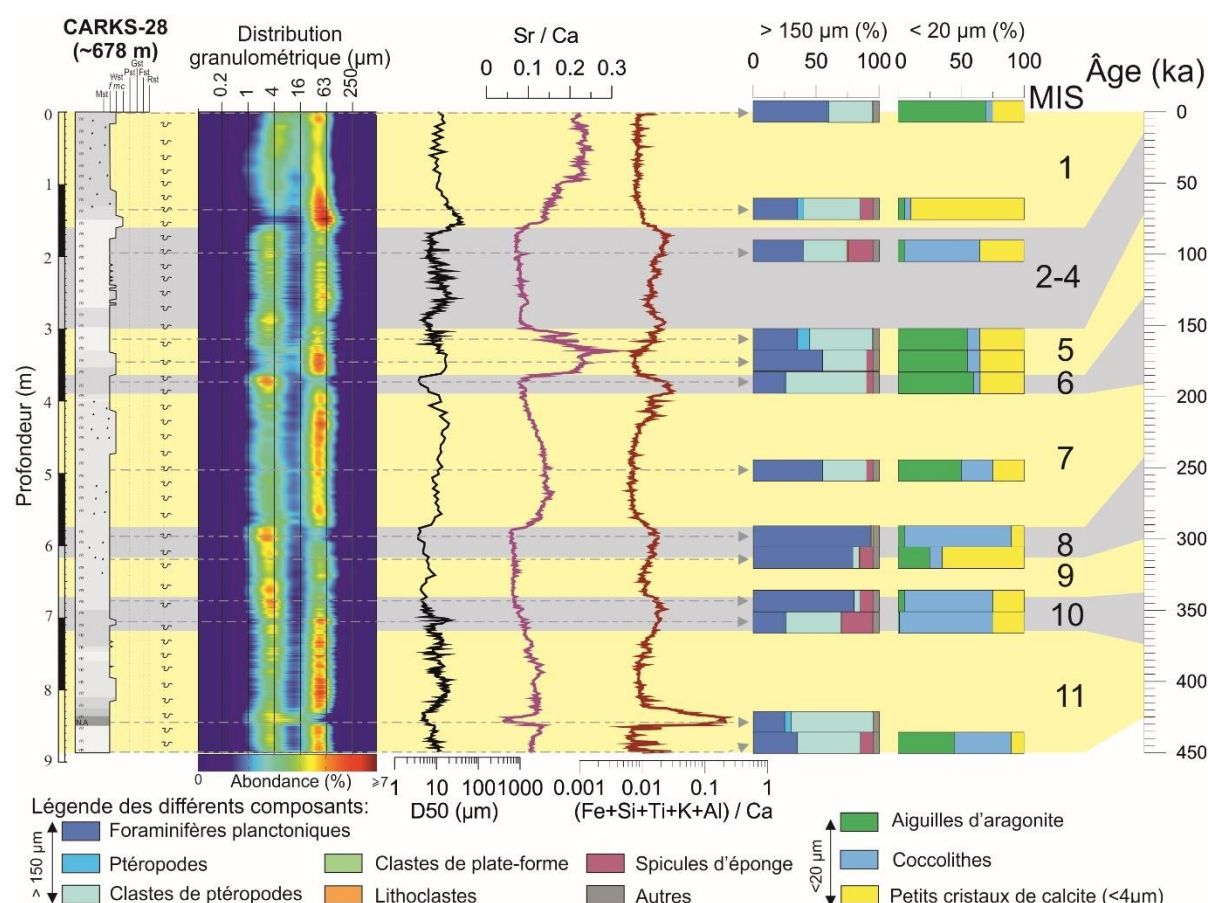 CARKS-28
(~678 m)
Mst
f m c
Wst
Pst
Gst
Fst
Rst
Distribution
granulométrique (µm)
0.2
1
4
16
63
250
Sr / Ca
0 0.1 0.2 0.3
> 150 µm (%)
0 50 100
< 20 µm (%)
0 50 100
Âge (ka)
MIS
Profondeur (m)
0
1
2
3
4
5
6
7
8
9
NA
1
2-4
5
6
7
8
9
10
11
0
50
100
150
200
250
300
350
400
450
0
Abondance (%)
⩾7
1 10 100 1000
D50 (µm)
0.001 0.01 0.1 1
(Fe+Si+Ti+K+Al) / Ca
Légende des différents composants:
> 150 µm
Foraminifères planctoniques
Ptéropodes
Clastes de ptéropodes
Clastes de plate-forme
Lithoclastes
Spicules d'éponge
Autres
<20 µm
Aiguilles d'aragonite
Coccolithes
Petits cristaux de calcite (<4µm)